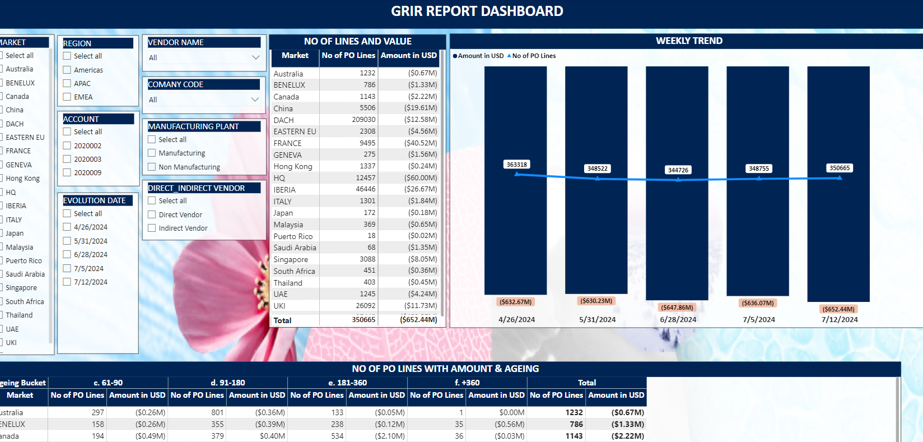 GRIR REPORT DASHBOARD
MARKET
Select all
Australia
BENELUX
Canada
China
DACH
EASTERN EU
FRANCE
GENEVA
Hong Kong
HQ
IBERIA
ITALY
Japan
Malaysia
Puerto Rico
Saudi Arabia
Singapore
South Africa
Thailand
UAE
UKI
REGION
Select all
Americas
APAC
EMEA
ACCOUNT
Select all
2020002
2020003
2020009
EVOLUTION DATE
Select all
4/26/2024
5/31/2024
6/28/2024
7/5/2024
7/12/2024
VENDOR NAME
All
COMANY CODE
All
MANUFACTURING PLANT
Select all
Manufacturing
Non Manufacturing
DIRECT_INDIRECT VENDOR
Select all
Direct Vendor
Indirect Vendor
NO OF LINES AND VALUE
Market No of PO Lines Amount in USD
Australia 1232 ($0.67M)
BENELUX 786 ($1.33M)
Canada 1143 ($2.22M)
China 5506 ($19.61M)
DACH 209030 ($12.58M)
EASTERN EU 2308 ($4.56M)
FRANCE 9495 ($40.52M)
GENEVA 275 ($1.56M)
Hong Kong 1337 ($0.24M)
HQ 12457 ($60.00M)
IBERIA 46446 ($26.67M)
ITALY 1301 ($1.84M)
Japan 172 ($0.18M)
Malaysia 369 ($0.65M)
Puerto Rico 18 ($0.02M)
Saudi Arabia 68 ($1.35M)
Singapore 3088 ($8.05M)
South Africa 451 ($0.36M)
Thailand 403 ($0.45M)
UAE 1245 ($4.24M)
UKI 26092 ($11.73M)
Total 350665 ($652.44M)
WEEKLY TREND
Amount in USD No of PO Lines
363318 348522 344726 348755 350665
($632.67M) ($630.23M) ($647.86M) ($636.07M) ($652.44M)
4/26/2024 5/31/2024 6/28/2024 7/5/2024 7/12/2024
NO OF PO LINES WITH AMOUNT & AGEING
geing Bucket c. 61-90 d. 91-180 e. 181-360 f. +360 Total
Market No of PO Lines Amount in USD No of PO Lines Amount in USD No of PO Lines Amount in USD No of PO Lines Amount in USD No of PO Lines Amount in USD
ustralia 297 ($0.26M) 801 ($0.36M) 133 ($0.05M) 1 $0.00M 1232 ($0.67M)
ENELUX 158 ($0.26M) 355 ($0.39M) 238 ($0.12M) 35 ($0.56M) 786 ($1.33M)
anada 194 ($0.49M) 379 $0.40M 534 ($2.10M) 36 ($0.03M) 1143 ($2.22M)